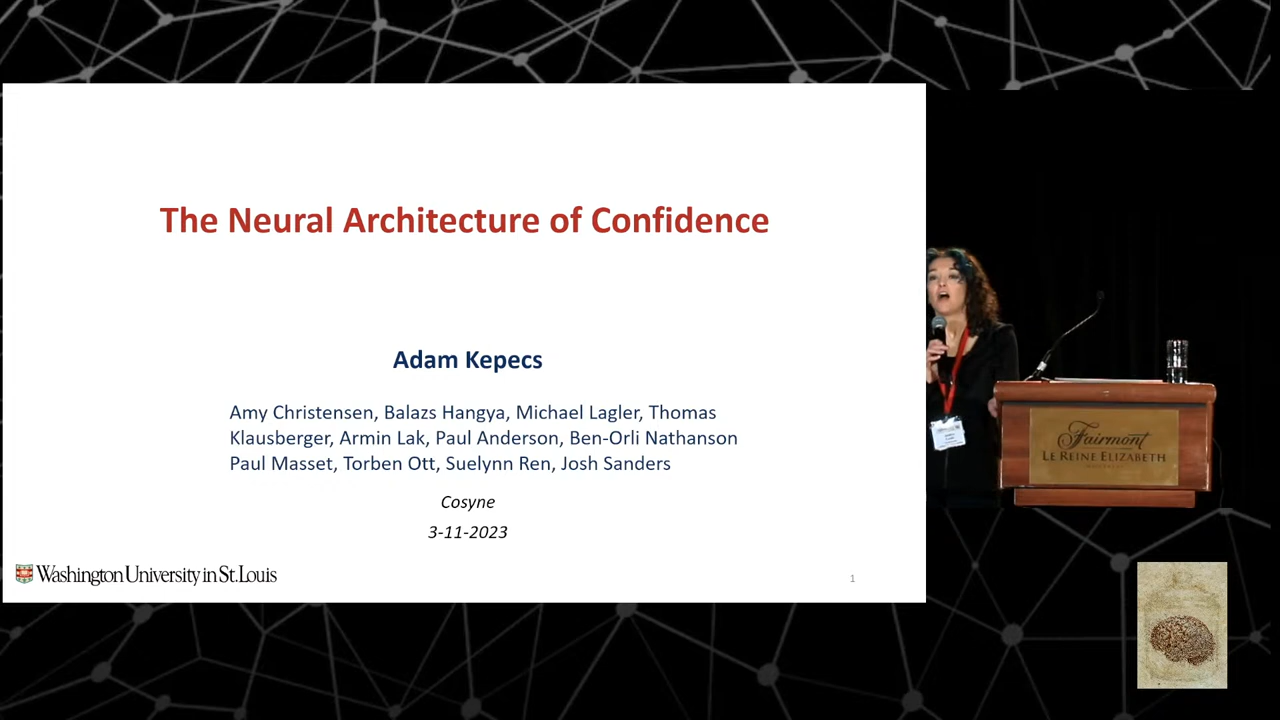 The Neural Architecture of Confidence
Adam Kepecs
Amy Christensen, Balazs Hangya, Michael Lagler, Thomas
Klausberger, Armin Lak, Paul Anderson, Ben-Orli Nathanson
Paul Masset, Torben Ott, Suelynn Ren, Josh Sanders
Cosyne
3-11-2023
Washington University in St. Louis
1
Fairmont
LE REINE ELIZABETH